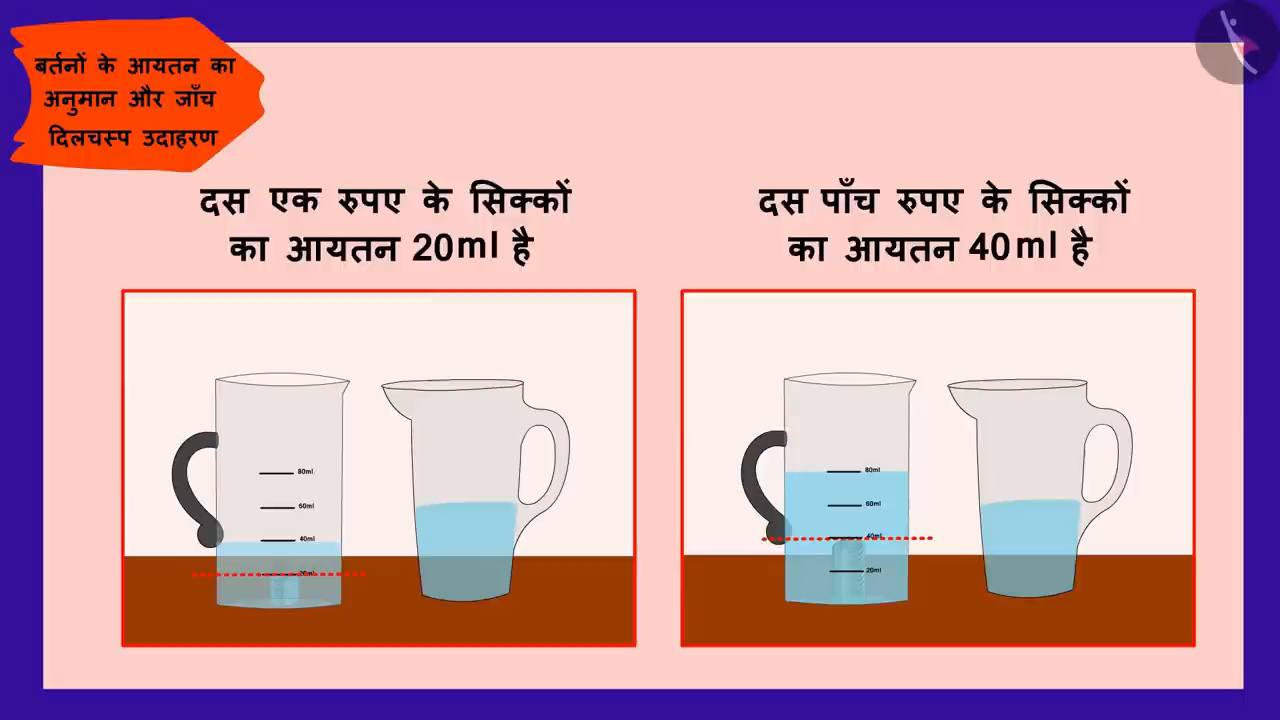 बर्तनों के आयतन का
अनुमान और जाँच
दिलचस्प उदाहरण
दस एक रुपए के सिक्कों
का आयतन 20ml है
दस पाँच रुपए के सिक्कों
का आयतन 40ml है
80ml
60ml
40ml
20ml
80ml
60ml
40ml
20ml